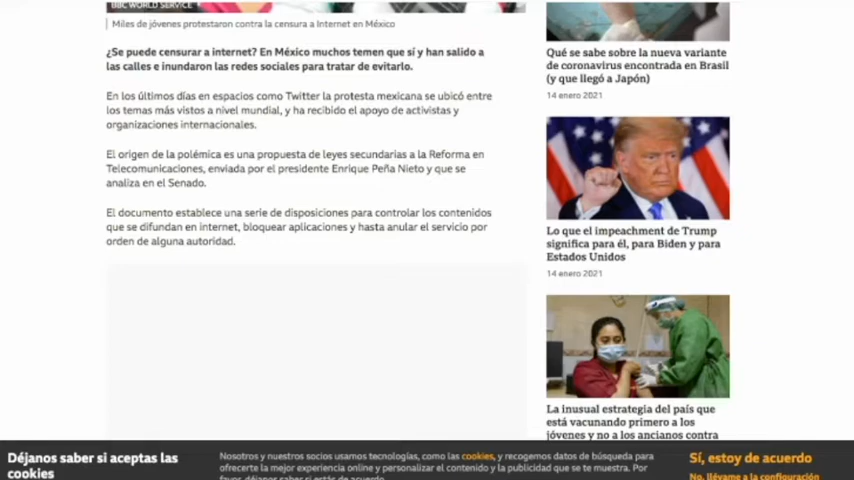 BBC WORLD SERVICE
Miles de jóvenes protestaron contra la censura a Internet en México
¿Se puede censurar a internet? En México muchos temen que sí y han salido a
las calles e inundaron las redes sociales para tratar de evitarlo.
En los últimos días en espacios como Twitter la protesta mexicana se ubicó entre
los temas más vistos a nivel mundial, y ha recibido el apoyo de activistas y
organizaciones internacionales.
El origen de la polémica es una propuesta de leyes secundarias a la Reforma en
Telecomunicaciones, enviada por el presidente Enrique Peña Nieto y que se
analiza en el Senado.
El documento establece una serie de disposiciones para controlar los contenidos
que se difundan en internet, bloquear aplicaciones y hasta anular el servicio por
orden de alguna autoridad.
Qué se sabe sobre la nueva variante
de coronavirus encontrada en Brasil
(y que llegó a Japón)
14 enero 2021
Lo que el impeachment de Trump
significa para él, para Biden y para
Estados Unidos
14 enero 2021
La inusual estrategia del país que
está vacunando primero a los
jóvenes y no a los ancianos contra
Déjanos saber si aceptas las
cookies
Nosotros y nuestros socios usamos tecnologías, como las cookies, y recogemos datos de búsqueda para
ofrecerte la mejor experiencia online y personalizar el contenido y la publicidad que se te muestra. Por
favor, déjanos saber si estás de acuerdo.
Sí, estoy de acuerdo
No, llévame a la configuración